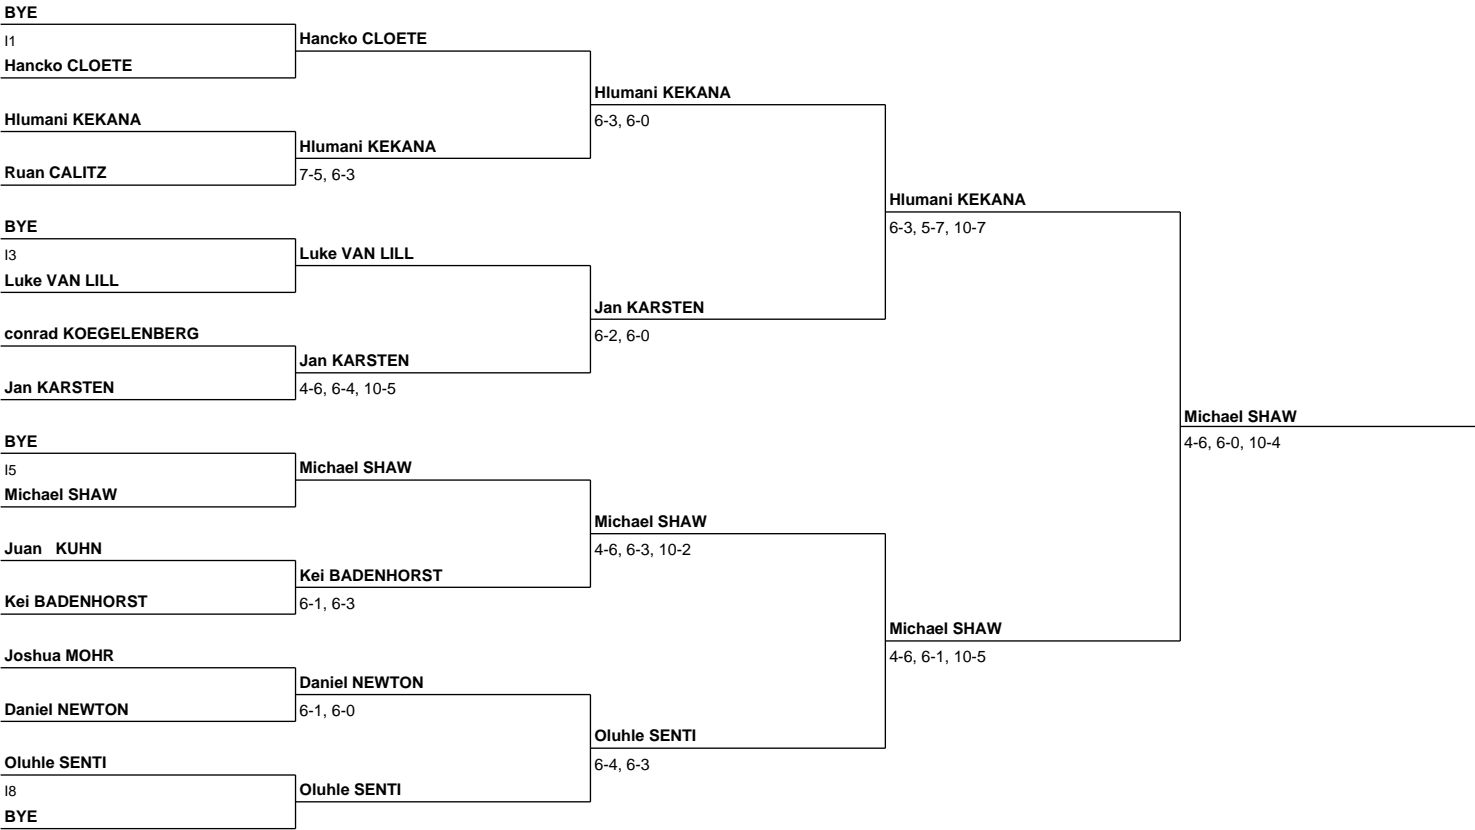 BYE
I1
Hancko CLOETE
Hancko CLOETE
Hlumani KEKANA
Ruan CALITZ
Hlumani KEKANA
7-5, 6-3
Hlumani KEKANA
6-3, 6-0
BYE
I3
Luke VAN LILL
Luke VAN LILL
conrad KOEGELENBERG
Jan KARSTEN
Jan KARSTEN
4-6, 6-4, 10-5
Jan KARSTEN
6-2, 6-0
Hlumani KEKANA
6-3, 5-7, 10-7
BYE
I5
Michael SHAW
Michael SHAW
Juan KUHN
Kei BADENHORST
Kei BADENHORST
6-1, 6-3
Michael SHAW
4-6, 6-3, 10-2
Joshua MOHR
Daniel NEWTON
Daniel NEWTON
6-1, 6-0
Oluhle SENTI
I8
BYE
Oluhle SENTI
Oluhle SENTI
6-4, 6-3
Michael SHAW
4-6, 6-1, 10-5
Michael SHAW
4-6, 6-0, 10-4